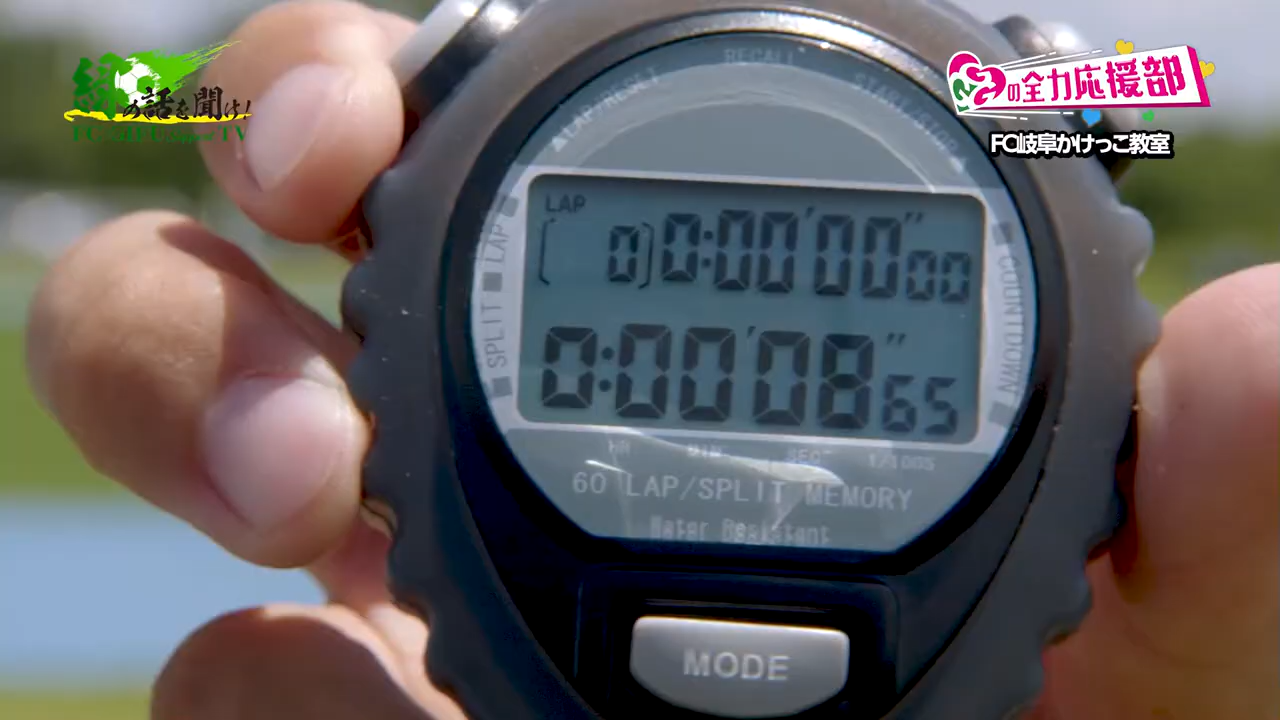 緑の話を聞け!
FC GIFU Support TV
の全力応援部
FC岐阜かけっこ教室
RECALL
LAP/RESET
START/STOP
SPLIT LAP
COUNTDOWN
LAP
[ 0] 0:00'00"00
0:00'08"65
HR MIN SEC 1/100S
60 LAP/SPLIT MEMORY
Water Resistant
MODE